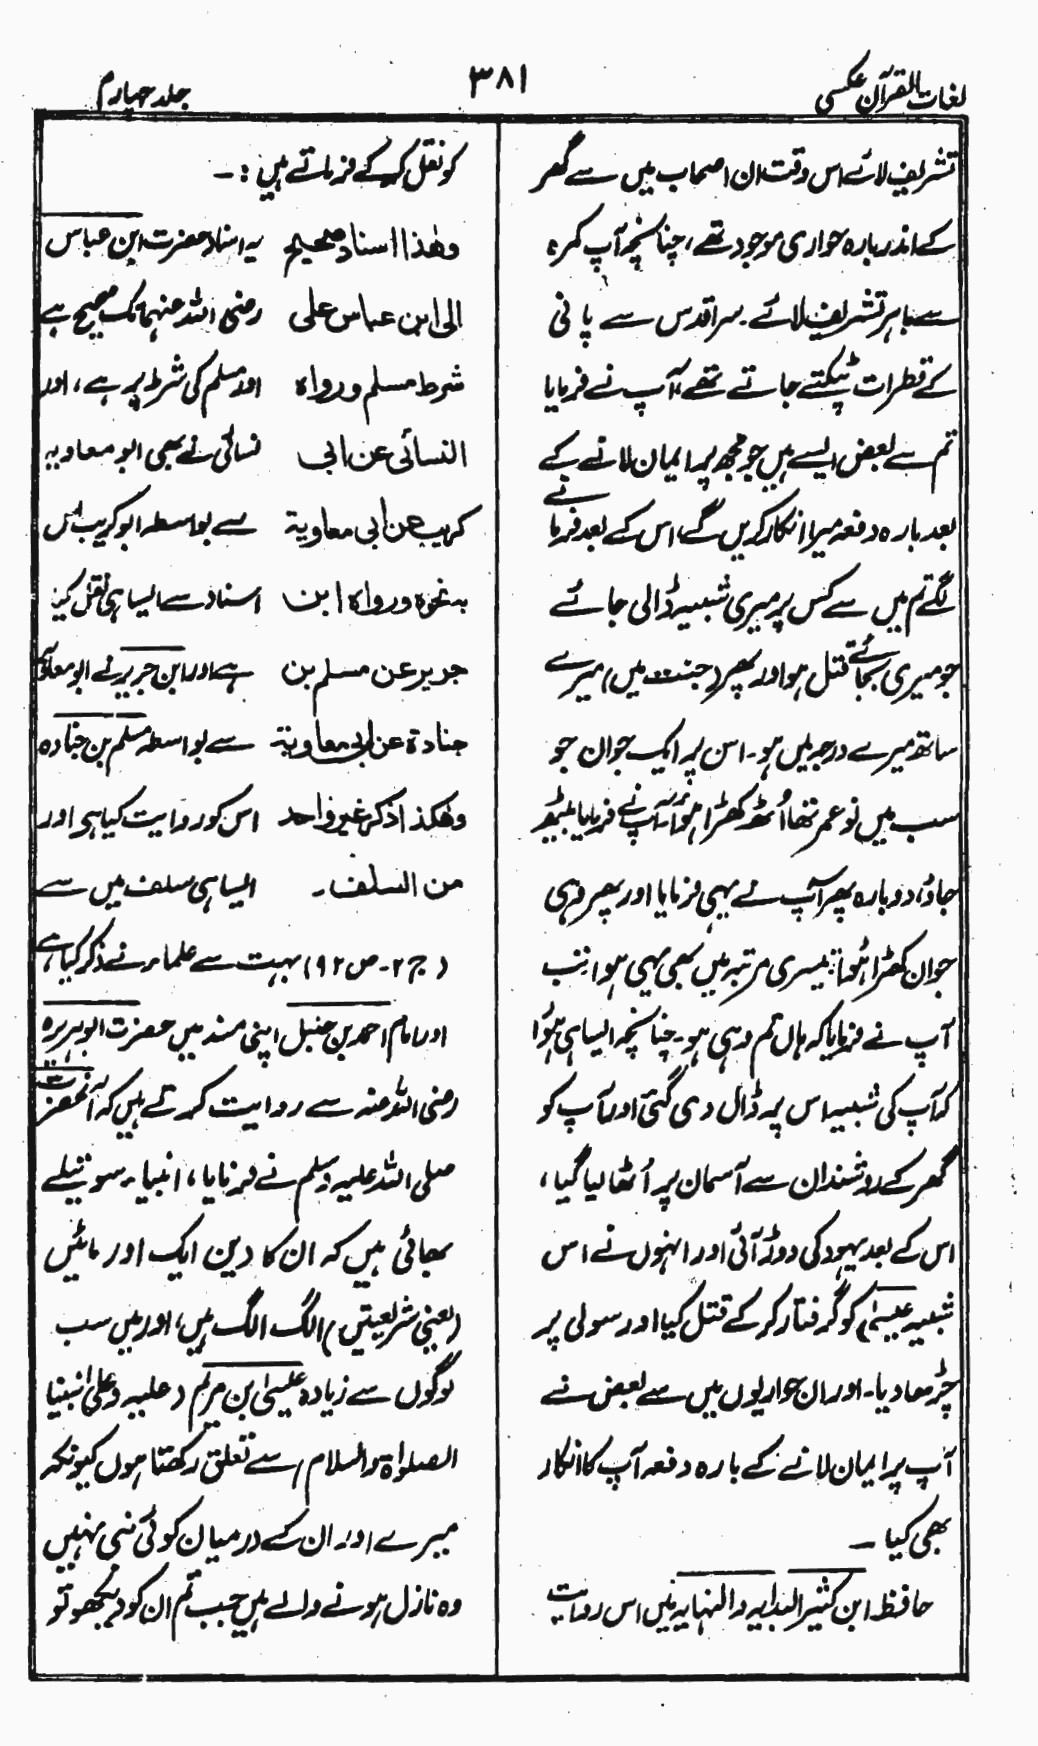 لغات القرآن عکسی
۳۸۱
جلد چہارم
تشریف لائے اس وقت ان اصحاب میں سے گھر
کے اندر بارہ حواری موجود تھے، چنانچہ آپ کمرہ
سے باہر تشریف لائے۔ سر اقدس سے پانی
کے قطرات ٹپکتے جاتے تھے، آپ نے فرمایا
تم سے بعض ایسے ہیں جو مجھ پر ایمان لانے کے
بعد بارہ دفعہ میرا انکار کریں گے، اس کے بعد فرمانے
لگے تم میں سے کس پر میری شبیہ ڈالی جائے
جو میری بجائے قتل ہو اور پھر (جنت میں) میرے
ساتھ میرے درجہ میں ہو۔ اس پر ایک جوان جو
سب میں نو عمر تھا اُٹھ کھڑا ہوا، آپ نے فرمایا بیٹھ
جاؤ، دوبارہ پھر آپ نے یہی فرمایا اور پھر وہی
جوان کھڑا ہُوا، تیسری مرتبہ میں بھی یہی ہوا، تب
آپ نے فرمایا کہ ہاں تم وہی ہو۔ چنانچہ ایسا ہی ہُوا
کہ آپ کی شبیہ اس پر ڈال دی گئی اور آپ کو
گھر کے روشندان سے آسمان پر اُٹھا لیا گیا،
اس کے بعد یہود کی دوڑ آئی اور انہوں نے اس
شبیہ عیسیٰ کو گرفتار کر کے قتل کیا اور سولی پر
چڑھا دیا۔ اور ان حواریوں میں سے بعض نے
آپ پر ایمان لانے کے بارہ دفعہ آپ کا انکار
بھی کیا۔
حافظ ابن کثیر البدایہ والنہایہ میں اس روایت
کو نقل کر کے فرماتے ہیں :۔
وھذا اسناد صحیح یہ اسناد حضرت ابن عباس
الی ابن عباس علی رضی اللہ عنہما تک صحیح ہے
شرط مسلم ورواہ اور مسلم کی شرط پر ہے، اور
النسائی عن ابی نسائی نے بھی ابو معاویہ
کریب عن ابی معاویۃ سے بواسطہ ابو کریب اس
بہ نحوہ ورواہ ابن اسناد سے ایسا ہی نقل کیا
جریر عن مسلم بن ہے اور ابن جریر نے ابو معاویہ
جنادۃ عن ابی معاویۃ سے بواسطہ مسلم بن جنادہ
وھٰکذا ذکرہ غیر واحد اس کو روایت کیا ہی اور
من السلف۔ ایسا ہی سلف میں سے
(ج ۲۔ ص ۹۲) بہت سے علماء نے ذکر کیا ہے،
اور امام احمد بن حنبل اپنی مسند میں حضرت ابو ہریرہ
رضی اللہ عنہ سے روایت کرتے ہیں کہ آنحضرت
صلی اللہ علیہ وسلم نے فرمایا، انبیاء سوتیلے
بھائی ہیں کہ ان کا دین ایک اور مائیں
(یعنی شریعتیں) الگ الگ ہیں، اور میں سب
لوگوں سے زیادہ عیسیٰ ابن مریم (علیہ وعلیٰ نبینا
الصلوٰۃ والسلام) سے تعلق رکھتا ہوں کیونکہ
میرے اور ان کے درمیان کوئی نبی نہیں
وہ نازل ہونے والے ہیں جب تم ان کو دیکھو تو